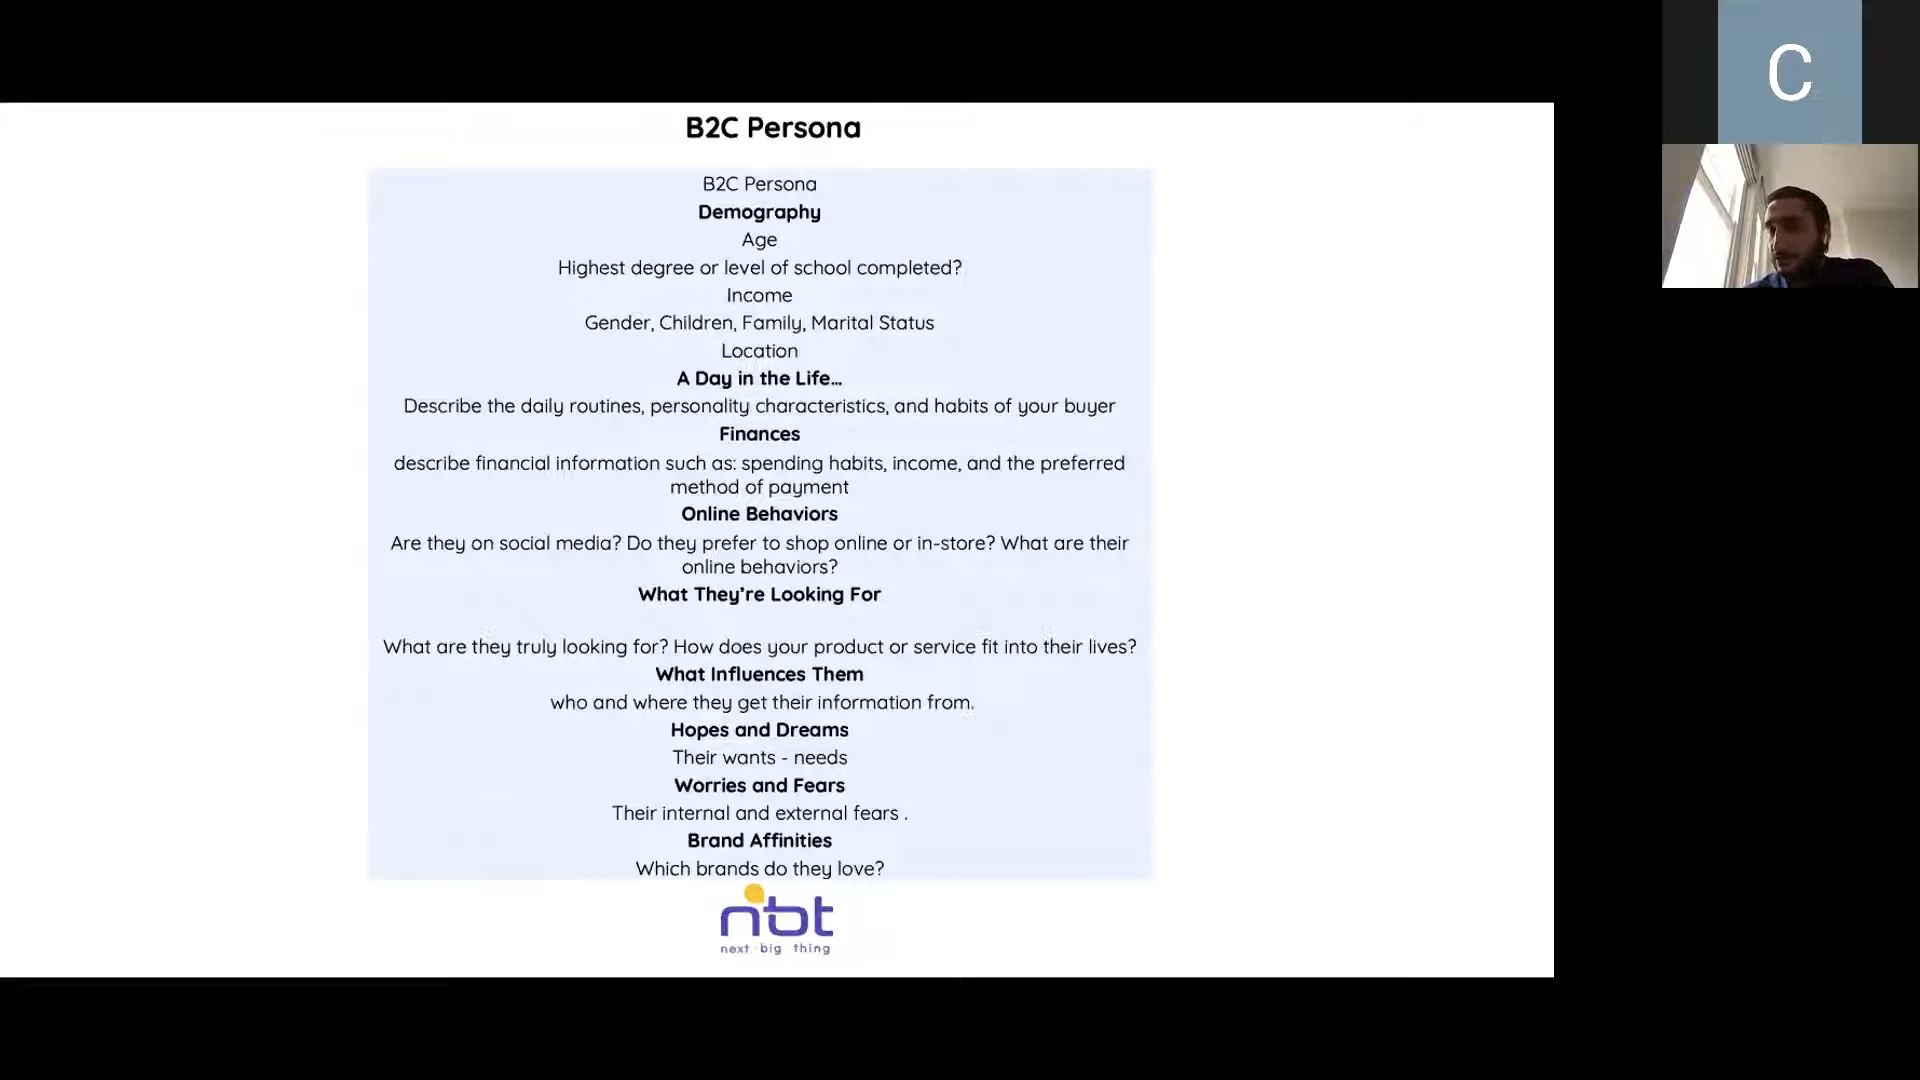 B2C Persona
B2C Persona
Demography
Age
Highest degree or level of school completed?
Income
Gender, Children, Family, Marital Status
Location
A Day in the Life...
Describe the daily routines, personality characteristics, and habits of your buyer
Finances
describe financial information such as: spending habits, income, and the preferred
method of payment
Online Behaviors
Are they on social media? Do they prefer to shop online or in-store? What are their
online behaviors?
What They’re Looking For
What are they truly looking for? How does your product or service fit into their lives?
What Influences Them
who and where they get their information from.
Hopes and Dreams
Their wants - needs
Worries and Fears
Their internal and external fears .
Brand Affinities
Which brands do they love?
nbt
next big thing
C